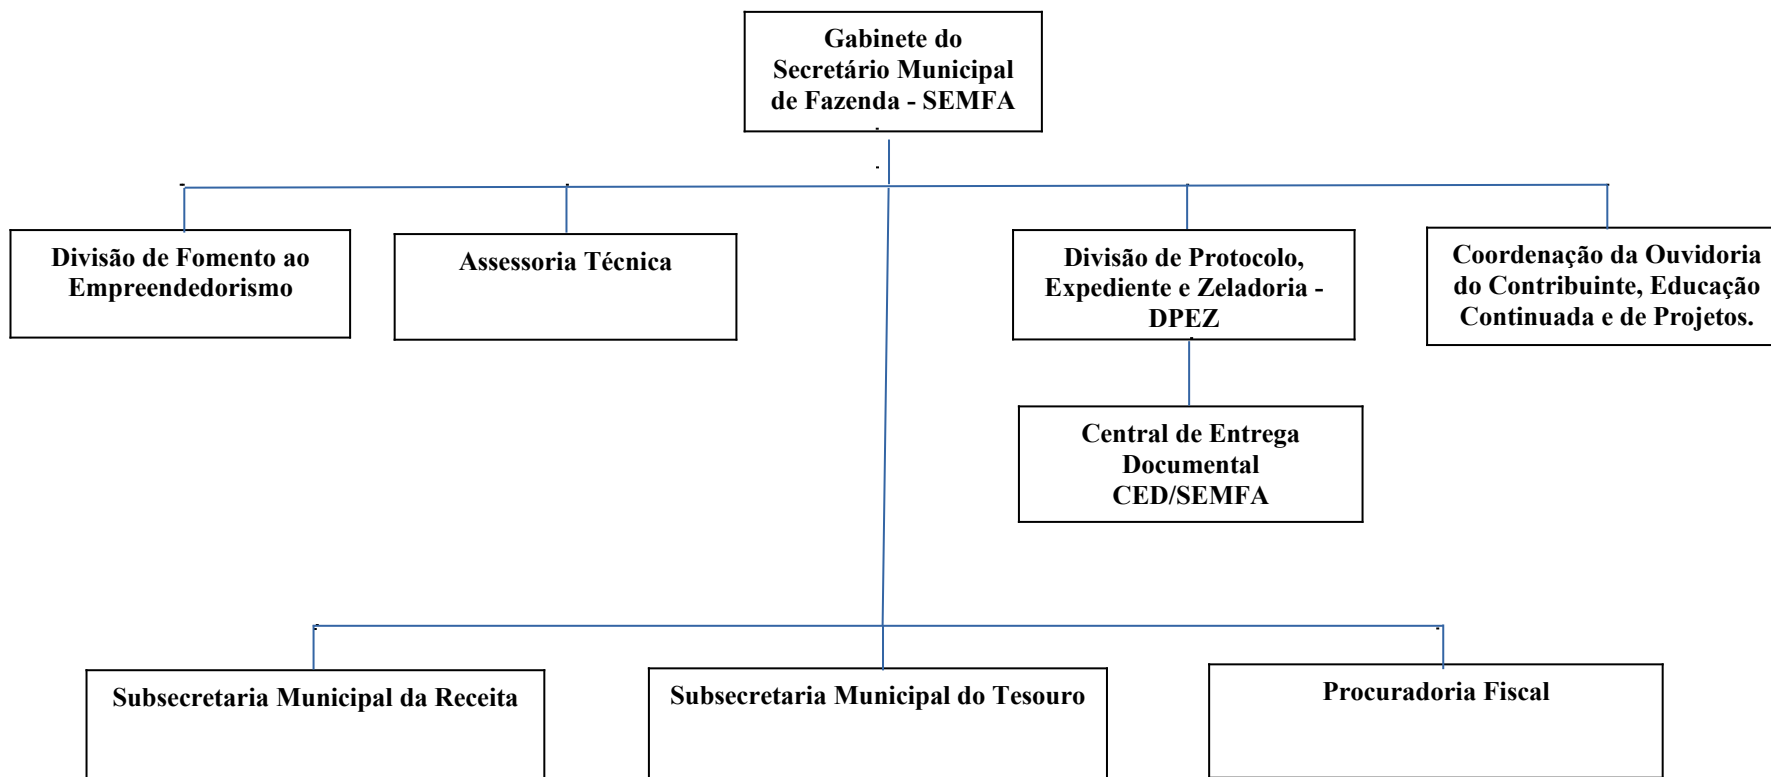 Gabinete do
Secretário Municipal
de Fazenda - SEMFA
Divisão de Fomento ao
Empreendedorismo
Assessoria Técnica
Divisão de Protocolo,
Expediente e Zeladoria -
DPEZ
Coordenação da Ouvidoria
do Contribuinte, Educação
Continuada e de Projetos.
Central de Entrega
Documental
CED/SEMFA
Subsecretaria Municipal da Receita
Subsecretaria Municipal do Tesouro
Procuradoria Fiscal